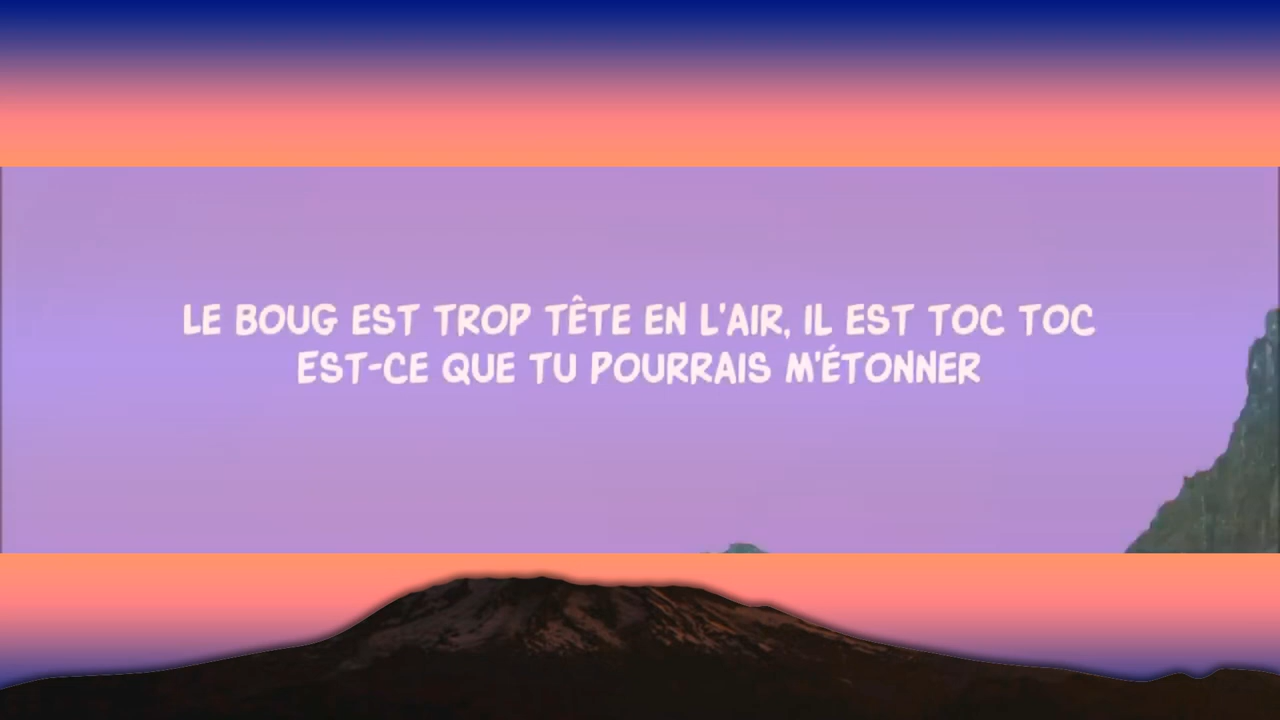 LE BOUG EST TROP TÊTE EN L'AIR, IL EST TOC TOC
EST-CE QUE TU POURRAIS M'ÉTONNER